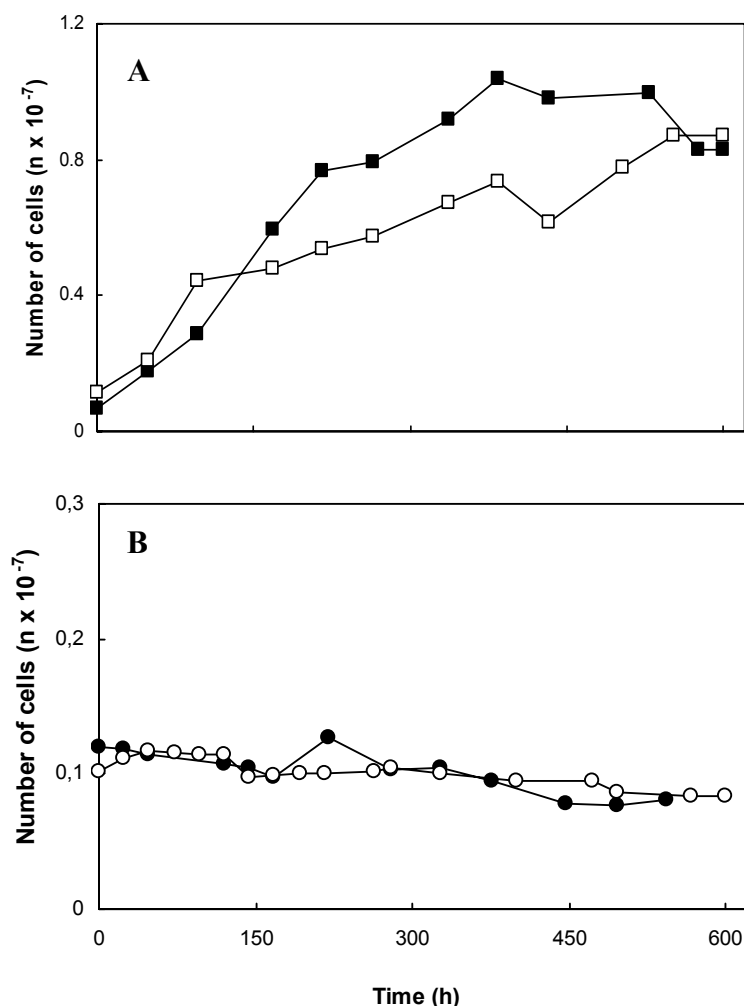 1.2
A
0.8
0.4
0
Number of cells (n x 10⁻⁷)
0,3
B
0,2
0,1
0
Number of cells (n x 10⁻⁷)
0 150 300 450 600
Time (h)